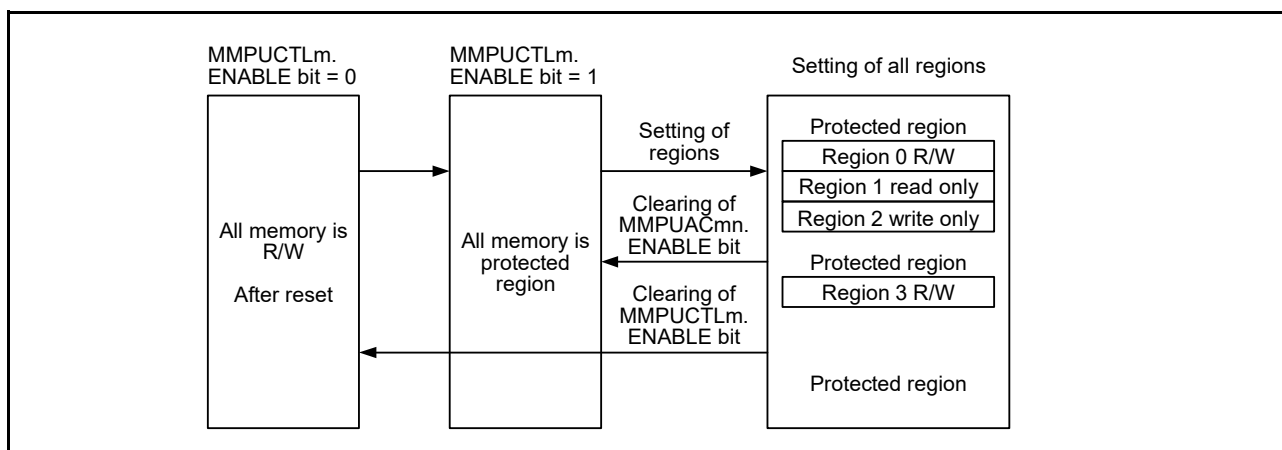 MMPUCTLm.
ENABLE bit = 0
All memory is
R/W
After reset
MMPUCTLm.
ENABLE bit = 1
All memory is
protected
region
Setting of
regions
Clearing of
MMPUACmn.
ENABLE bit
Clearing of
MMPUCTLm.
ENABLE bit
Setting of all regions
Protected region
Region 0 R/W
Region 1 read only
Region 2 write only
Protected region
Region 3 R/W
Protected region